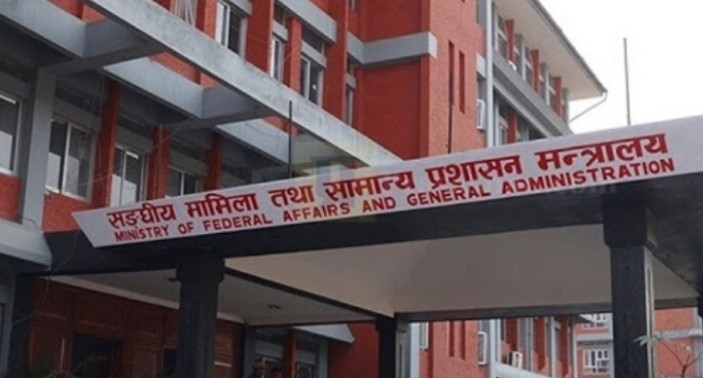 सङ्घीय मामिला तथा सामान्य प्रशासन मन्त्रालय
MINISTRY OF FEDERAL AFFAIRS AND GENERAL ADMINISTRATION